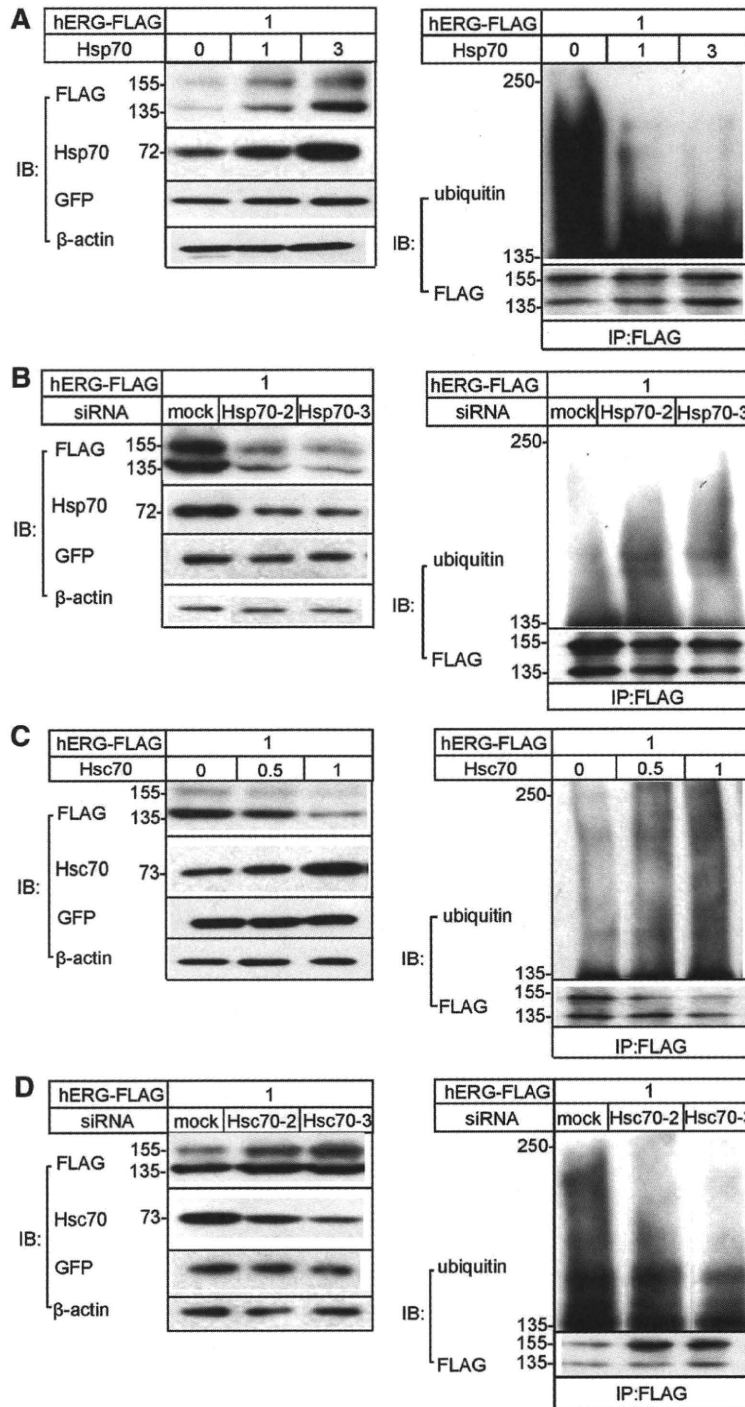 A
hERG-FLAG 1
Hsp70 0 1 3
155-
FLAG
135-
IB:
Hsp70 72-
GFP
β-actin
hERG-FLAG 1
Hsp70 0 1 3
250-
ubiquitin
IB:
135-
155-
FLAG
135-
IP:FLAG
B
hERG-FLAG 1
siRNA mock Hsp70-2 Hsp70-3
155-
FLAG
135-
IB:
Hsp70 72-
GFP
β-actin
hERG-FLAG 1
siRNA mock Hsp70-2 Hsp70-3
250-
ubiquitin
IB:
135-
155-
FLAG
135-
IP:FLAG
C
hERG-FLAG 1
Hsc70 0 0.5 1
155-
FLAG
135-
IB:
Hsc70 73-
GFP
β-actin
hERG-FLAG 1
Hsc70 0 0.5 1
250-
ubiquitin
IB:
135-
155-
FLAG
135-
IP:FLAG
D
hERG-FLAG 1
siRNA mock Hsc70-2 Hsc70-3
155-
FLAG
135-
IB:
Hsc70 73-
GFP
β-actin
hERG-FLAG 1
siRNA mock Hsc70-2 Hsc70-3
250-
ubiquitin
IB:
135-
155-
FLAG
135-
IP:FLAG